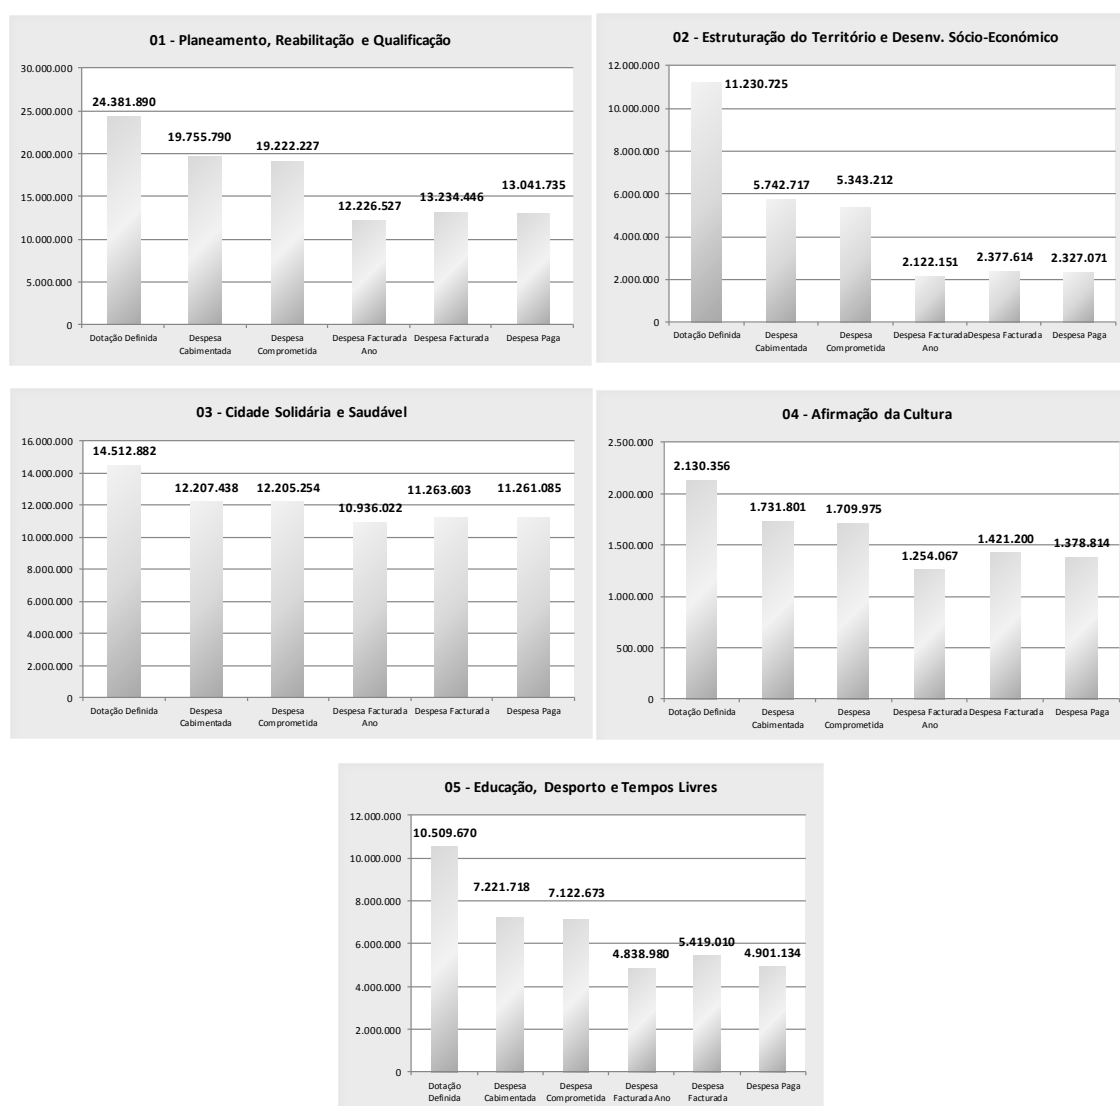 01 - Planeamento, Reabilitação e Qualificação
30.000.000
25.000.000
20.000.000
15.000.000
10.000.000
5.000.000
0
24.381.890
19.755.790
19.222.227
12.226.527
13.234.446
13.041.735
Dotação Definida
Despesa
Cabimentada
Despesa
Comprometida
Despesa Facturada
Ano
Despesa Facturada
Despesa Paga
02 - Estruturação do Território e Desenv. Sócio-Económico
12.000.000
10.000.000
8.000.000
6.000.000
4.000.000
2.000.000
0
11.230.725
5.742.717
5.343.212
2.122.151
2.377.614
2.327.071
Dotação Definida
Despesa
Cabimentada
Despesa
Comprometida
Despesa Facturada
Ano
Despesa Facturada
Despesa Paga
03 - Cidade Solidária e Saudável
16.000.000
14.000.000
12.000.000
10.000.000
8.000.000
6.000.000
4.000.000
2.000.000
0
14.512.882
12.207.438
12.205.254
10.936.022
11.263.603
11.261.085
Dotação Definida
Despesa
Cabimentada
Despesa
Comprometida
Despesa Facturada
Ano
Despesa Facturada
Despesa Paga
04 - Afirmação da Cultura
2.500.000
2.000.000
1.500.000
1.000.000
500.000
0
2.130.356
1.731.801
1.709.975
1.254.067
1.421.200
1.378.814
Dotação Definida
Despesa
Cabimentada
Despesa
Comprometida
Despesa Facturada
Ano
Despesa Facturada
Despesa Paga
05 - Educação, Desporto e Tempos Livres
12.000.000
10.000.000
8.000.000
6.000.000
4.000.000
2.000.000
0
10.509.670
7.221.718
7.122.673
4.838.980
5.419.010
4.901.134
Dotação
Definida
Despesa
Cabimentada
Despesa
Comprometida
Despesa
Facturada Ano
Despesa
Facturada
Despesa Paga